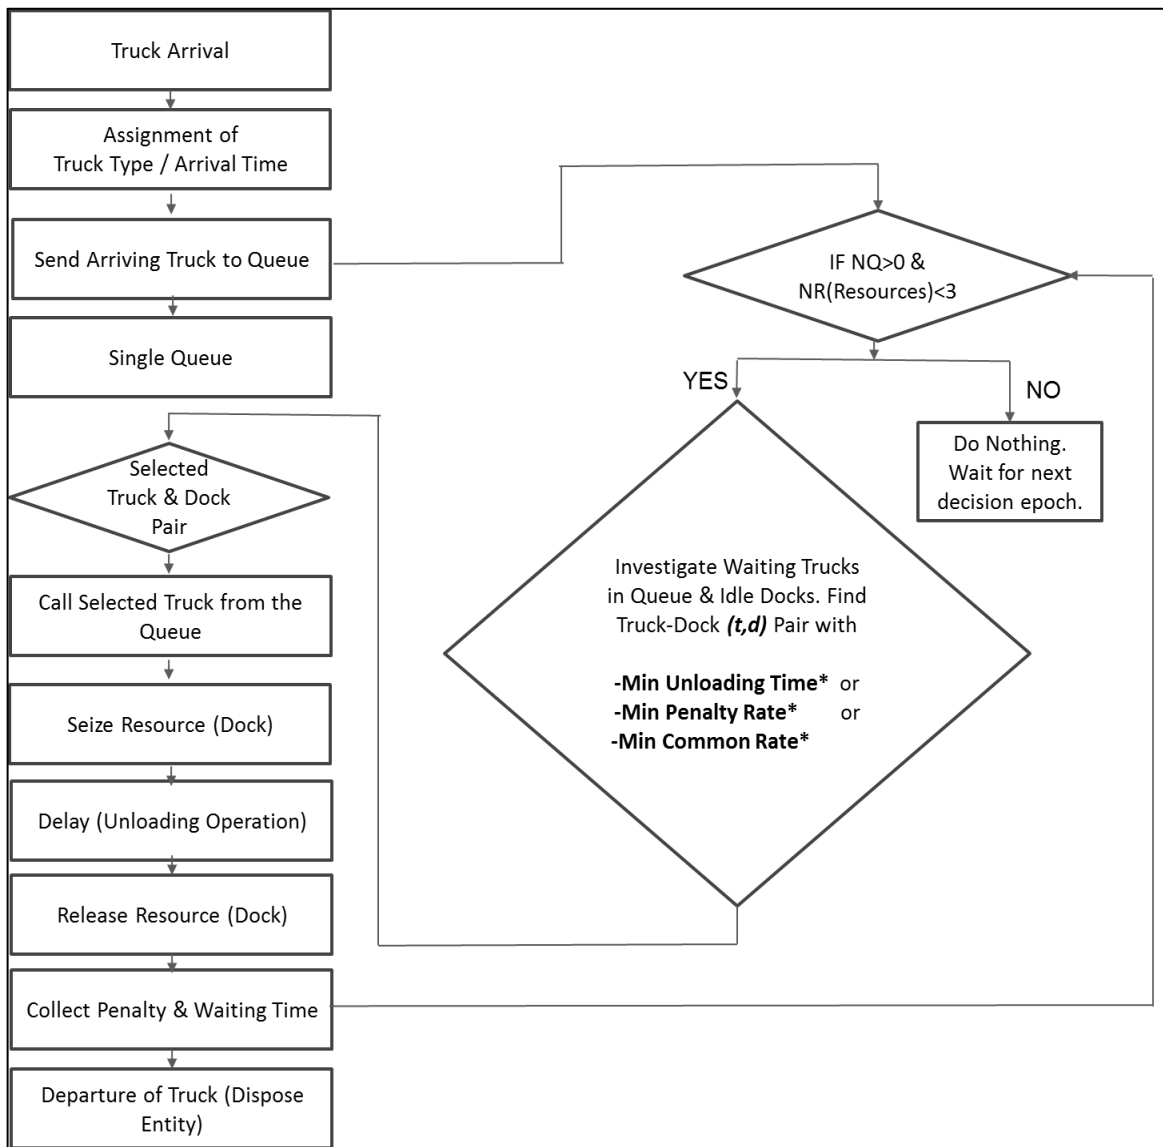 Truck Arrival
Assignment of
Truck Type / Arrival Time
Send Arriving Truck to Queue
Single Queue
IF NQ>0 &
NR(Resources)<3
YES
NO
Do Nothing.
Wait for next
decision epoch.
Investigate Waiting Trucks
in Queue & Idle Docks. Find
Truck-Dock (t,d) Pair with
-Min Unloading Time* or
-Min Penalty Rate* or
-Min Common Rate*
Selected
Truck & Dock
Pair
Call Selected Truck from the
Queue
Seize Resource (Dock)
Delay (Unloading Operation)
Release Resource (Dock)
Collect Penalty & Waiting Time
Departure of Truck (Dispose
Entity)